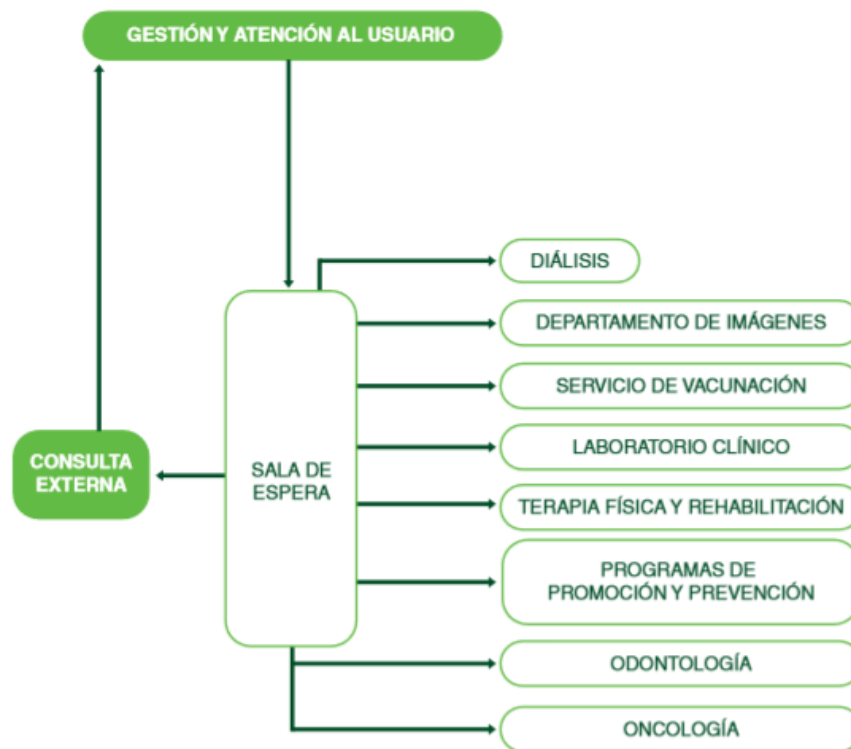 GESTIÓN Y ATENCIÓN AL USUARIO
DIÁLISIS
DEPARTAMENTO DE IMÁGENES
SERVICIO DE VACUNACIÓN
LABORATORIO CLÍNICO
CONSULTA
EXTERNA
SALA DE
ESPERA
TERAPIA FÍSICA Y REHABILITACIÓN
PROGRAMAS DE
PROMOCIÓN Y PREVENCIÓN
ODONTOLOGÍA
ONCOLOGÍA